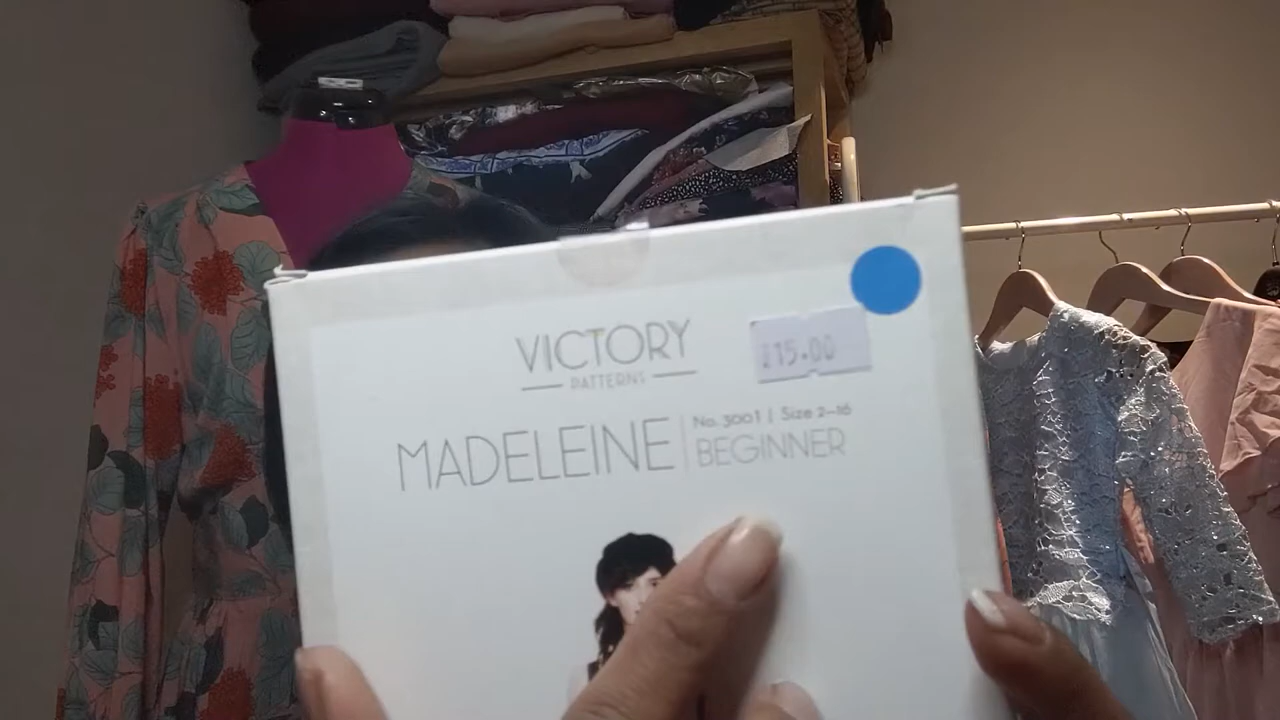 VICTORY
PATTERNS
£15.00
MADELEINE
No. 3001 | Size 2-16
BEGINNER